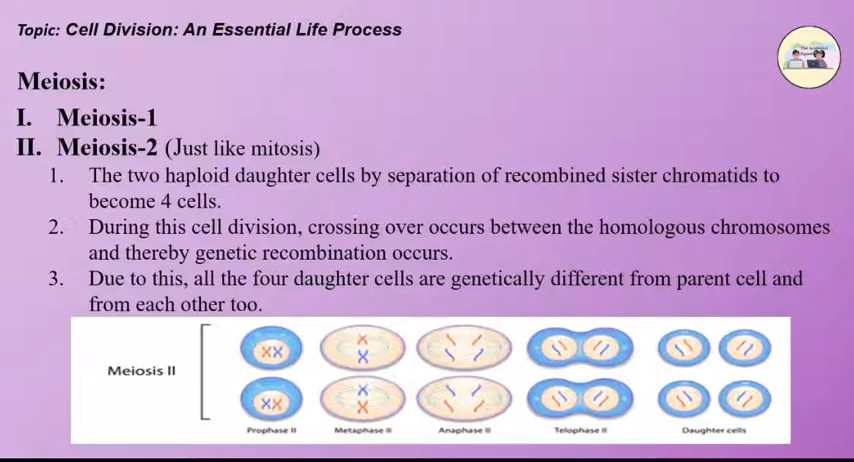 Topic: Cell Division: An Essential Life Process
Meiosis:
I. Meiosis-1
II. Meiosis-2 (Just like mitosis)
1. The two haploid daughter cells by separation of recombined sister chromatids to
become 4 cells.
2. During this cell division, crossing over occurs between the homologous chromosomes
and thereby genetic recombination occurs.
3. Due to this, all the four daughter cells are genetically different from parent cell and
from each other too.
Meiosis II
Prophase II Metaphase II Anaphase II Telophase II Daughter cells